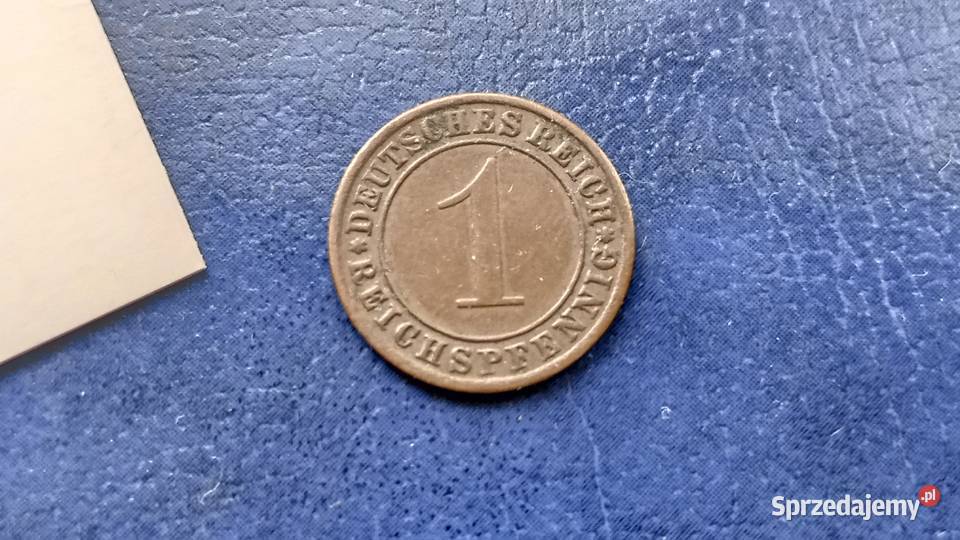 *DEUTSCHES REICH*
1
REICHSPFENNIG
Sprzedajemy.pl